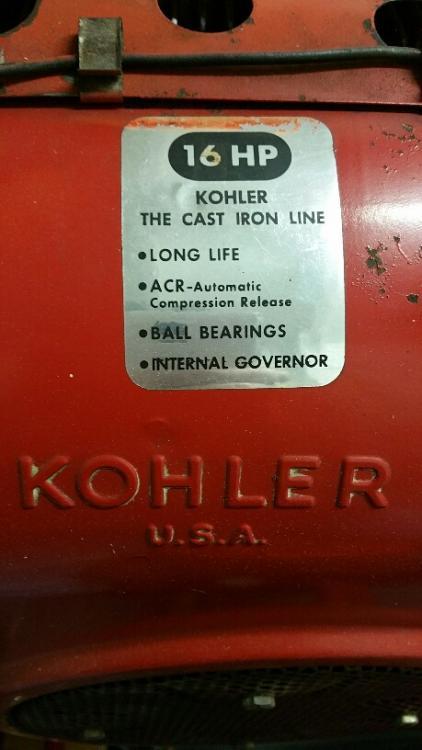 16 HP
KOHLER
THE CAST IRON LINE
•LONG LIFE
•ACR-Automatic
Compression Release
•BALL BEARINGS
•INTERNAL GOVERNOR
KOHLER
U.S.A.